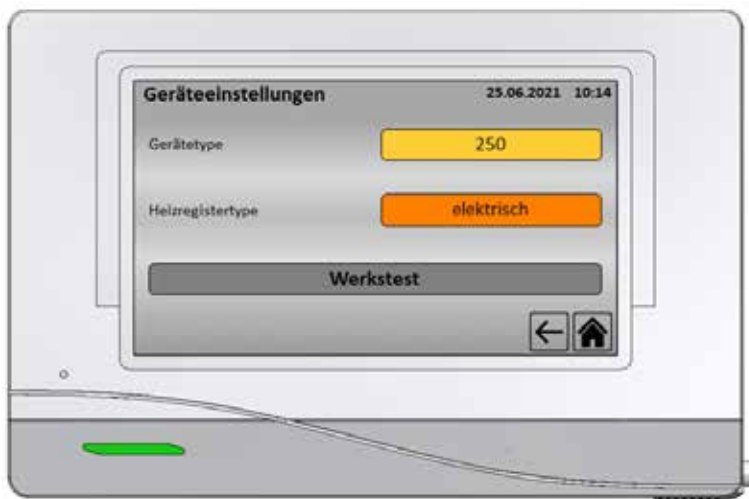 Geräteeinstellungen 25.06.2021 10:14
Gerätetype 250
Heizregistertype elektrisch
Werkstest